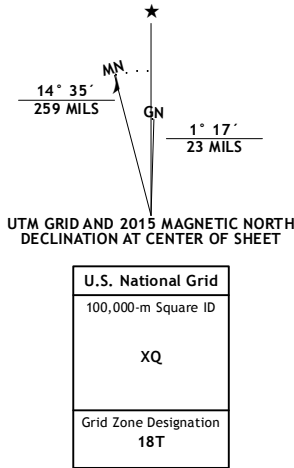 MN
14° 35´
259 MILS
GN
1° 17´
23 MILS
UTM GRID AND 2015 MAGNETIC NORTH
DECLINATION AT CENTER OF SHEET
U.S. National Grid
100,000-m Square ID
XQ
Grid Zone Designation
18T